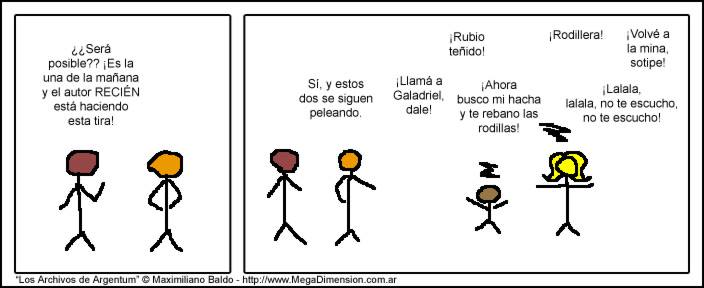 ¿¿Será
posible?? ¡Es la
una de la mañana
y el autor RECIÉN
está haciendo
esta tira!
Sí, y estos
dos se siguen
peleando.
¡Rubio
teñido!
¡Llamá a
Galadriel,
dale!
¡Rodillera!
¡Ahora
busco mi hacha
y te rebano las
rodillas!
¡Volvé a
la mina,
sotipe!
¡Lalala,
lalala, no te escucho,
no te escucho!
"Los Archivos de Argentum" © Maximiliano Baldo - http://www.MegaDimension.com.ar